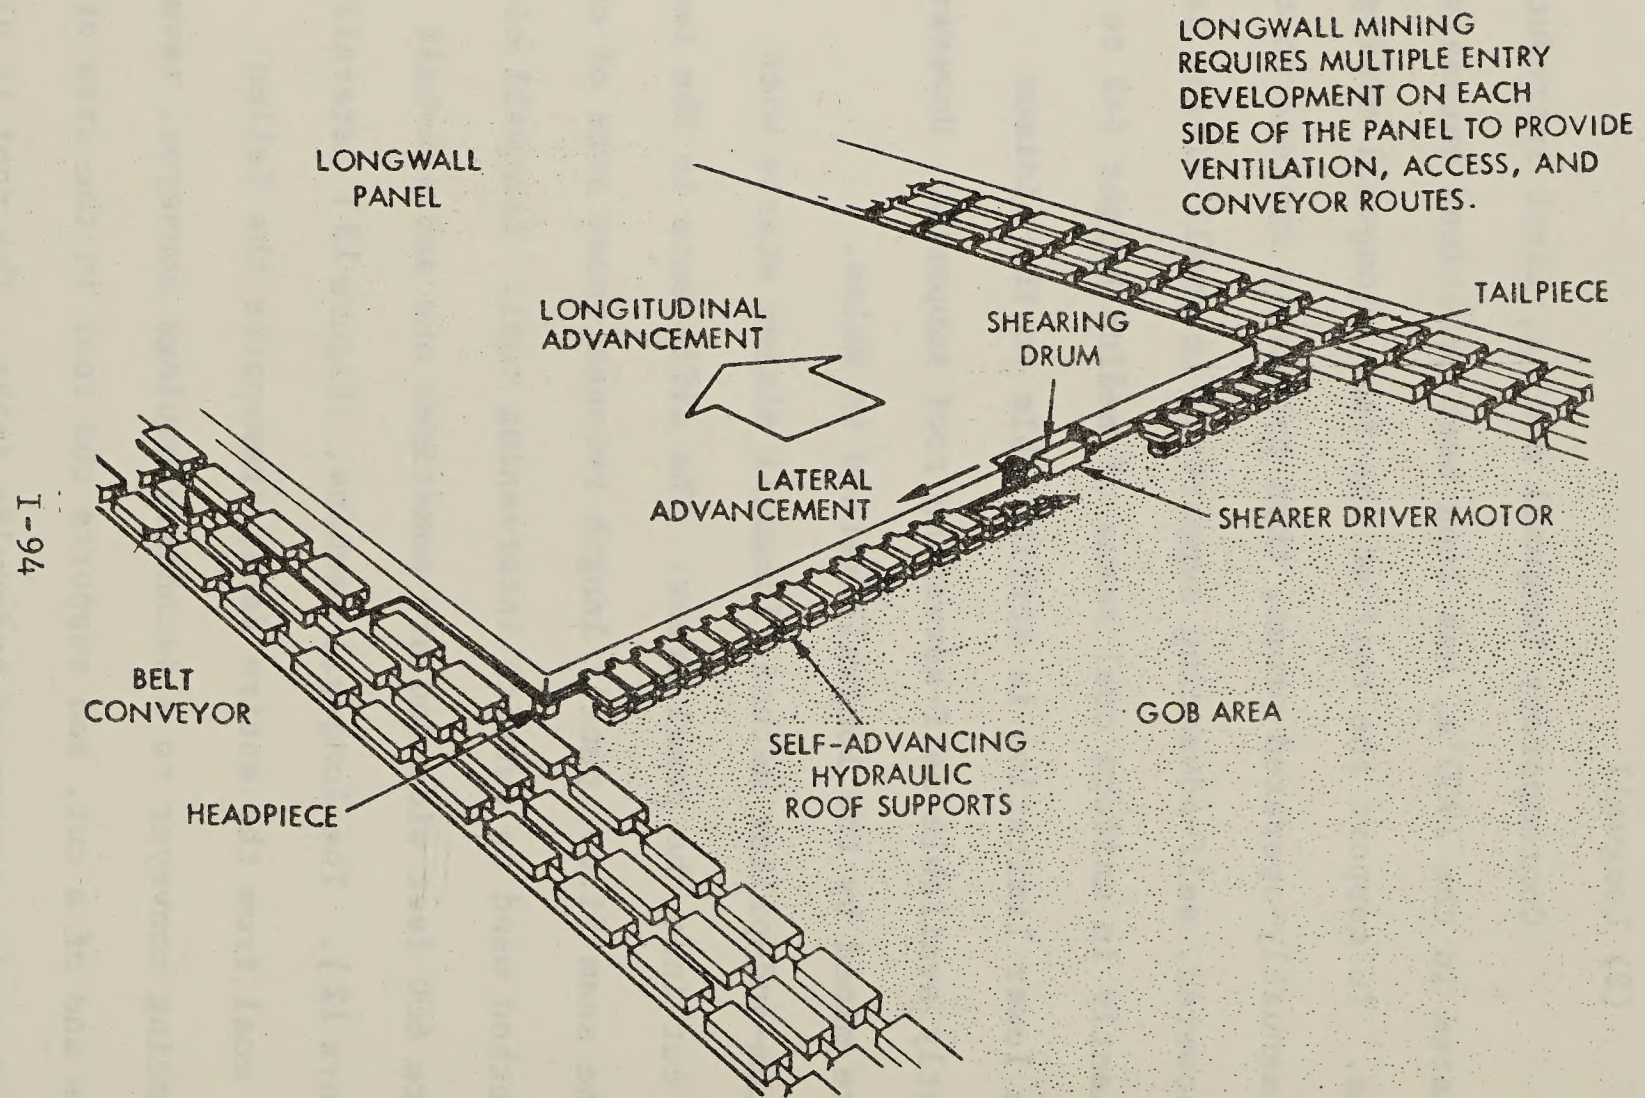 LONGWALL MINING
REQUIRES MULTIPLE ENTRY
DEVELOPMENT ON EACH
SIDE OF THE PANEL TO PROVIDE
VENTILATION, ACCESS, AND
CONVEYOR ROUTES.
LONGWALL
PANEL
TAILPIECE
LONGITUDINAL
ADVANCEMENT
SHEARING
DRUM
LATERAL
ADVANCEMENT
SHEARER DRIVER MOTOR
I-94
BELT
CONVEYOR
GOB AREA
SELF-ADVANCING
HYDRAULIC
ROOF SUPPORTS
HEADPIECE